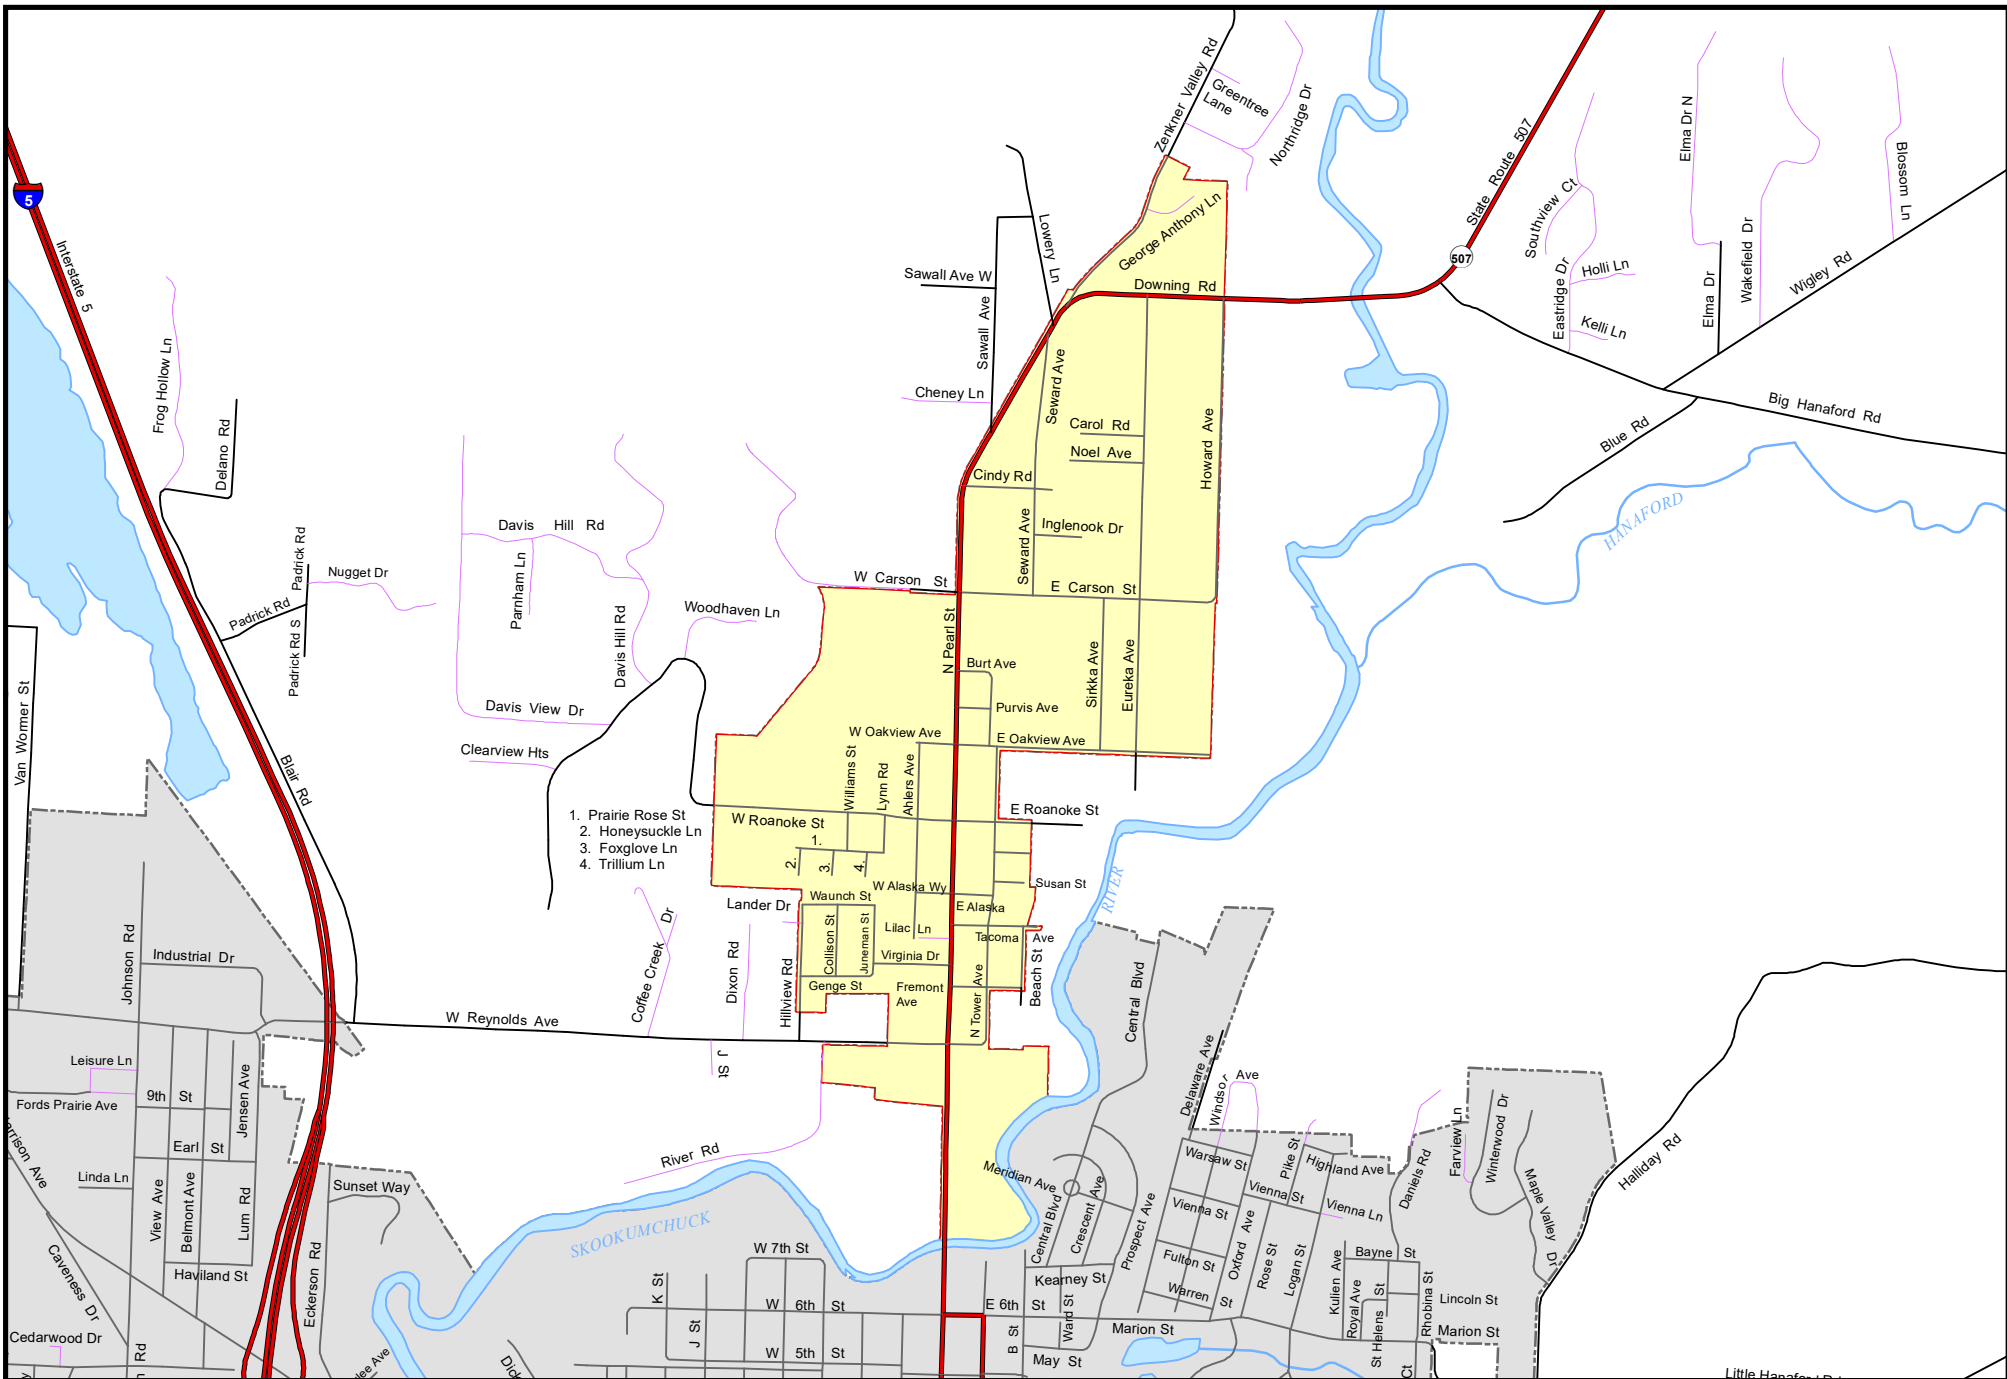 Zenkner Valley Rd
Greentree
Lane
Northridge Dr
State Route 507
507
Southview Ct
Elma Dr N
Blosom Ln
Wakefield Dr
Wigley Rd
Holli Ln
Eastridge Dr
Kelli Ln
Elma Dr
Big Hanaford Rd
Blue Rd
HANAFORD
5
Interstate 5
Lowery Ln
George Anthony Ln
Sawall Ave W
Sawall Ave
Downing Rd
Cheney Ln
Seward Ave
Carol Rd
Noel Ave
Howard Ave
Cindy Rd
Seward Ave
Inglenook Dr
E Carson St
W Carson St
Frog Hollow Ln
Delano Rd
Padrick Rd
Nugget Dr
Padrick Rd
Padrick Rd S
Davis Hill Rd
Parnham Ln
Davis Hill Rd
Woodhaven Ln
Davis View Dr
Clearview Hts
Van Wormer St
Blair Rd
N Pearl St
Burt Ave
Purvis Ave
Sirkka Ave
Eureka Ave
W Oakview Ave
E Oakview Ave
Williams St
Lynn Rd
Ahlers Ave
W Roanoke St
E Roanoke St
1. Prairie Rose St
2. Honeysuckle Ln
3. Foxglove Ln
4. Trillium Ln
1.
2.
3.
4.
W Alaska Wy
Susan St
Waunch St
E Alaska
Lander Dr
Collison St
Juneman St
Lilac Ln
Tacoma Ave
Virginia Dr
Genge St
Fremont
Ave
N Tower Ave
Beach St
Hillview Rd
Dixon Rd
Coffee Creek Dr
RIVER
Central Blvd
Johnson Rd
Industrial Dr
W Reynolds Ave
J St
Leisure Ln
Fords Prairie Ave
9th St
Jensen Ave
Earl St
Linda Ln
View Ave
Belmont Ave
Lum Rd
Haviland St
Caveness Dr
Cedarwood Dr
Rd
Eckerson Rd
Sunset Way
River Rd
SKOOKUMCHUCK
W 7th St
K St
W 6th St
J St
W 5th St
E 6th St
B St
Ward St
May St
Kearney St
Marion St
Meridian Ave
Central Blvd
Crescent Ave
Prospect Ave
Delaware Ave
Windsor Ave
Warsaw St
Pike St
Highland Ave
Vienna St
Vienna St
Vienna Ln
Daniels Rd
Farview Ln
Winterwood Dr
Maple Valley Dr
Halliday Rd
Fulton St
Oxford Ave
Rose St
Logan St
Warren St
Bayne St
Kulien Ave
Royal Ave
St Helens St
Rhobina St
Lincoln St
Marion St
Ct